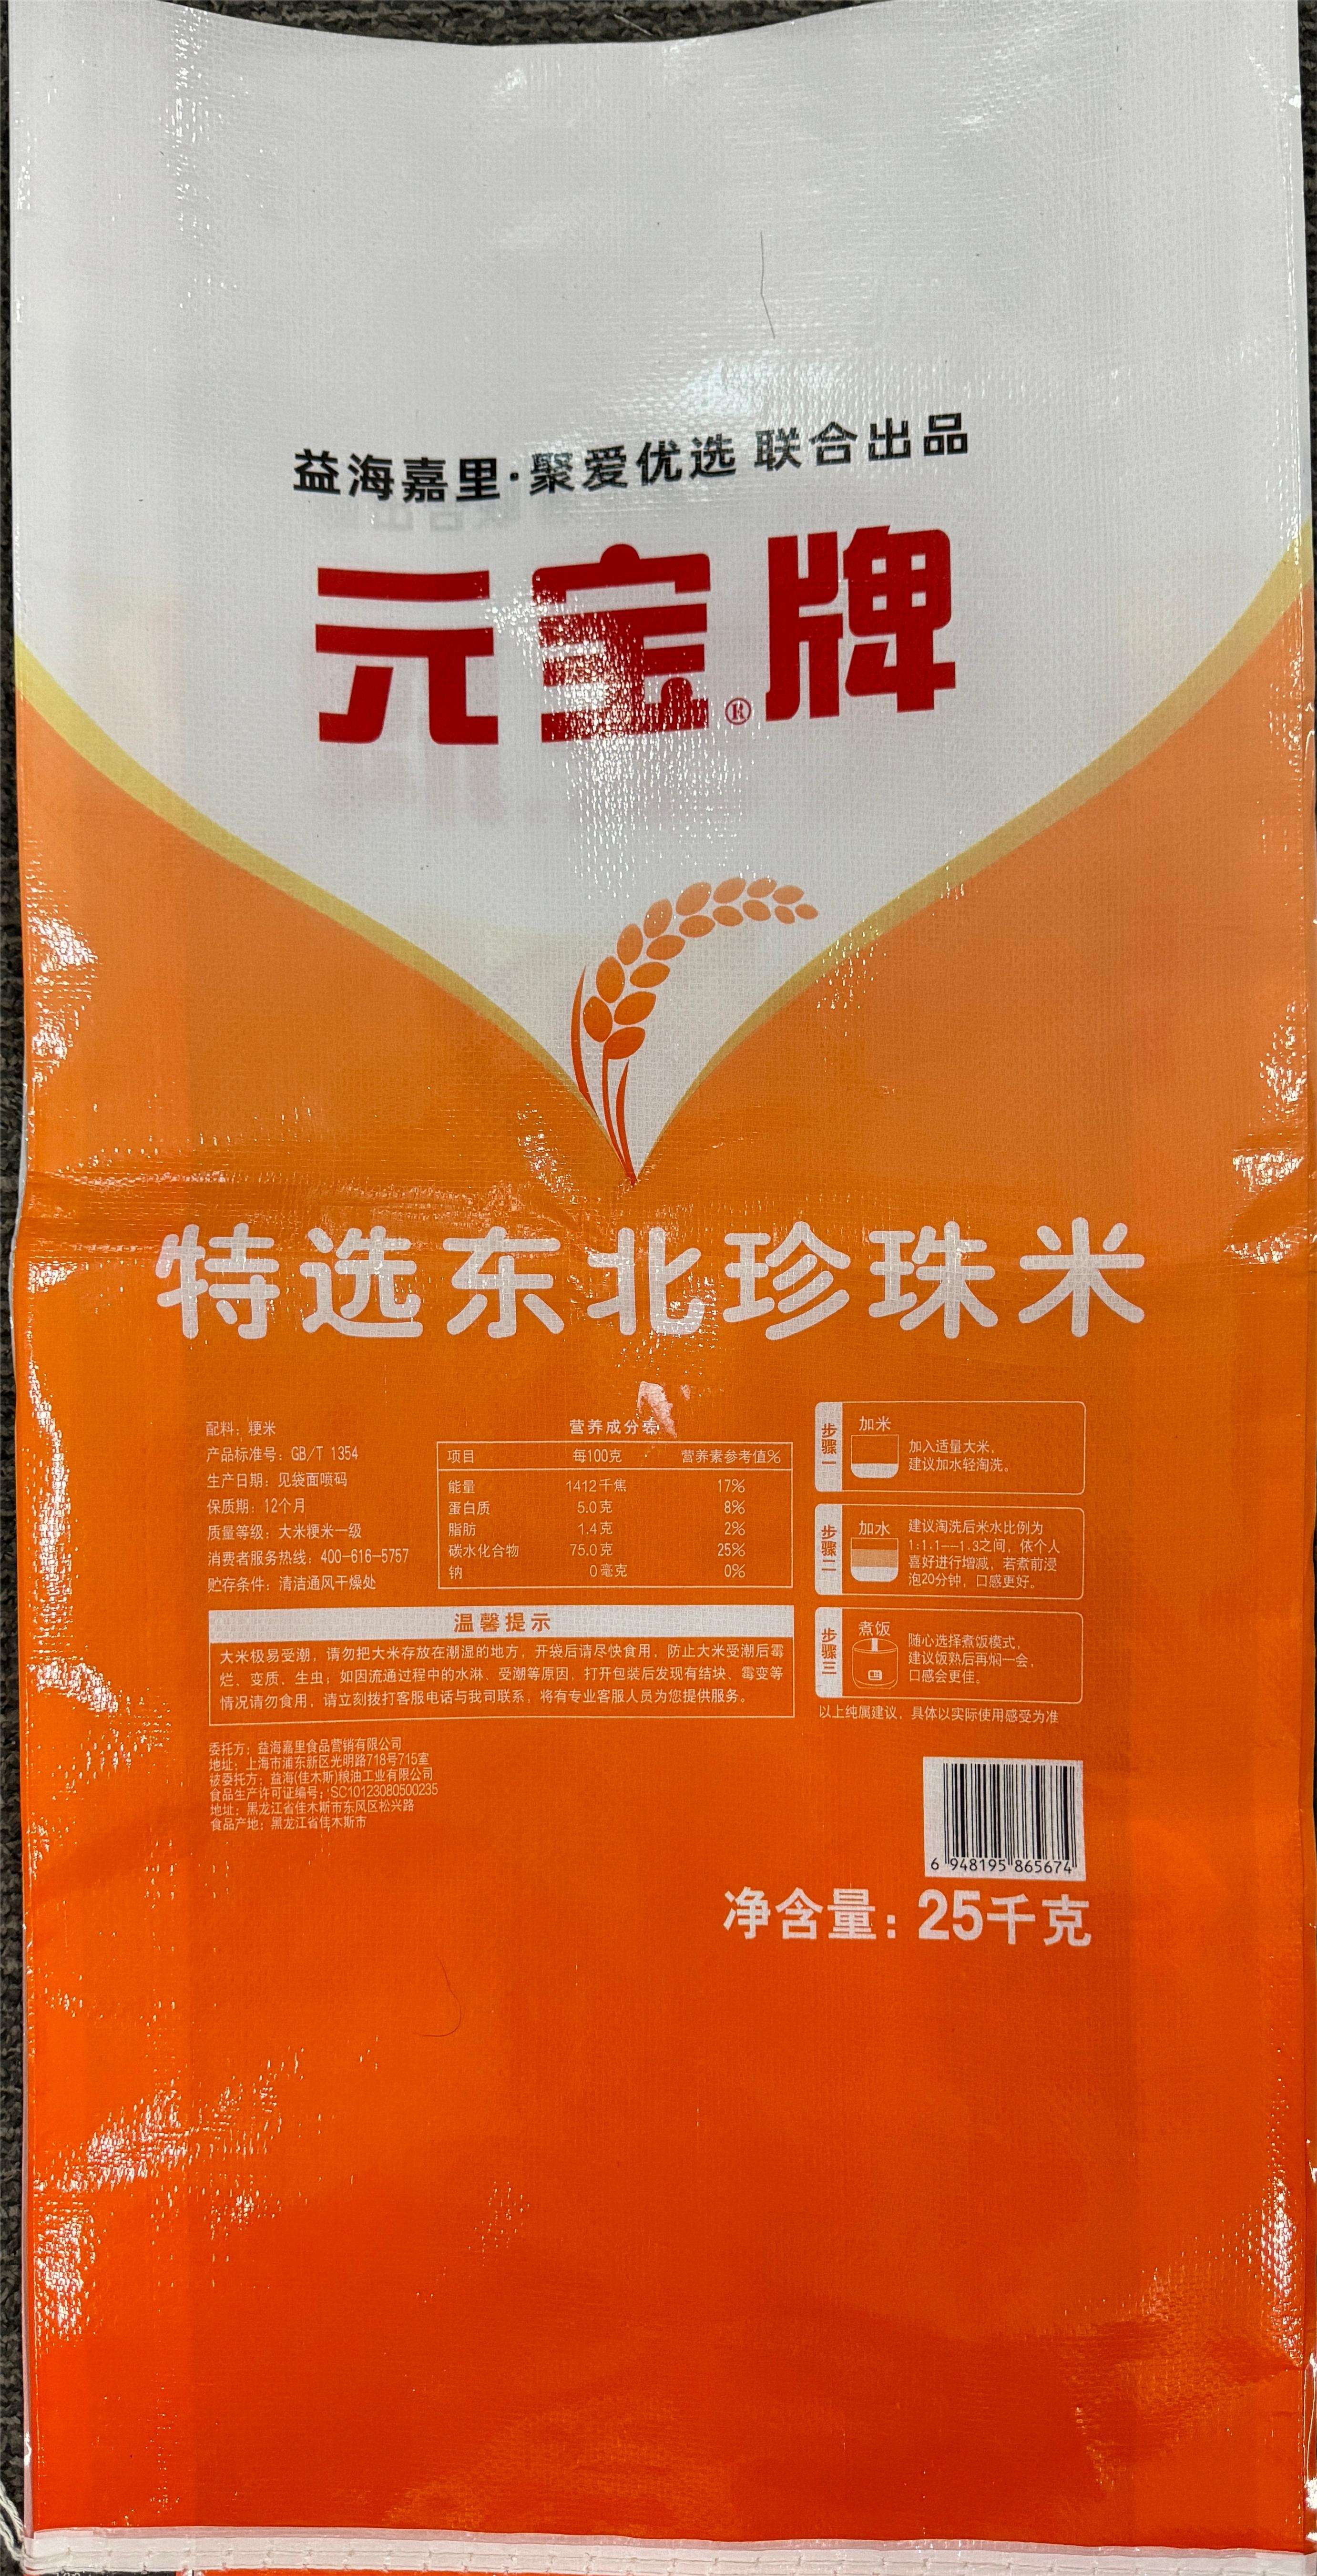 益海嘉里·聚爱优选 联合出品
元宝®牌
特选东北珍珠米
配料：粳米
产品标准号：GB/T 1354
生产日期：见袋面喷码
保质期：12个月
质量等级：大米粳米一级
消费者服务热线：400-616-5757
贮存条件：清洁通风干燥处
营养成分表
项目 每100克 营养素参考值%
能量 1412千焦 17%
蛋白质 5.0克 8%
脂肪 1.4克 2%
碳水化合物 75.0克 25%
钠 0毫克 0%
温馨提示
大米极易受潮，请勿把大米存放在潮湿的地方，开袋后请尽快食用，防止大米受潮后霉
烂、变质、生虫；如因流通过程中的水淋、受潮等原因，打开包装后发现有结块、霉变等
情况请勿食用，请立刻拨打客服电话与我司联系，将有专业客服人员为您提供服务。
步骤一
加米
加入适量大米，
建议加水轻淘洗。
步骤二
加水
建议淘洗后米水比例为
1:1.1--1.3之间，依个人
喜好进行增减，若煮前浸
泡20分钟，口感更好。
步骤三
煮饭
随心选择煮饭模式，
建议饭熟后再焖一会，
口感会更佳。
以上纯属建议，具体以实际使用感受为准
委托方：益海嘉里食品营销有限公司
地址：上海市浦东新区光明路718号715室
被委托方：益海(佳木斯)粮油工业有限公司
食品生产许可证编号：SC10123080500235
地址：黑龙江省佳木斯市东风区松兴路
食品产地：黑龙江省佳木斯市
6 948195 865674
净含量：25千克